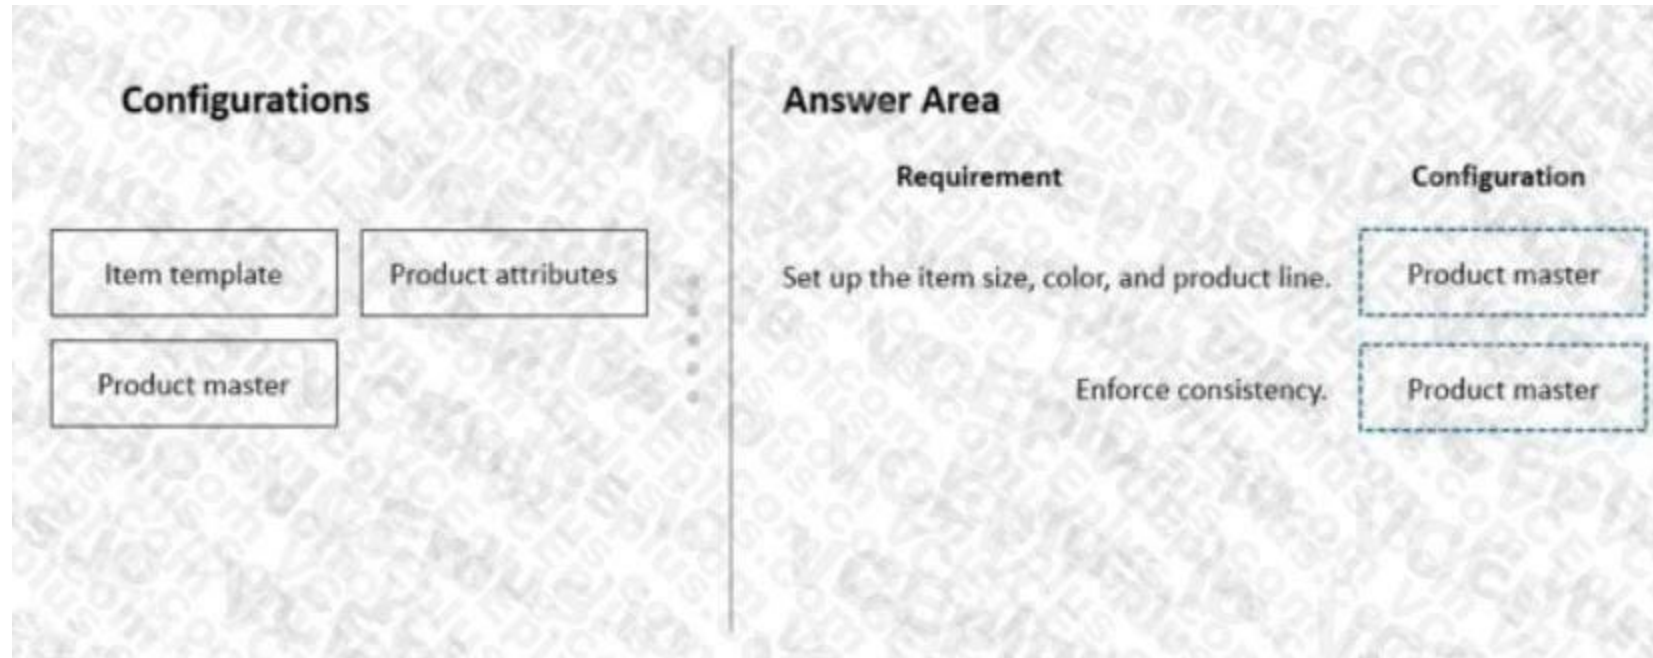 Configurations
Item template
Product attributes
Product master
Answer Area
Requirement
Configuration
Set up the item size, color, and product line.
Product master
Enforce consistency.
Product master